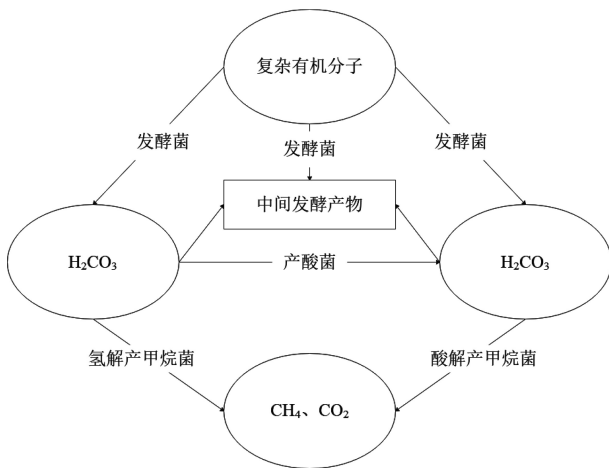 复杂有机分子
发酵菌
发酵菌
发酵菌
中间发酵产物
H₂CO₃
产酸菌
H₂CO₃
氢解产甲烷菌
酸解产甲烷菌
CH₄、CO₂